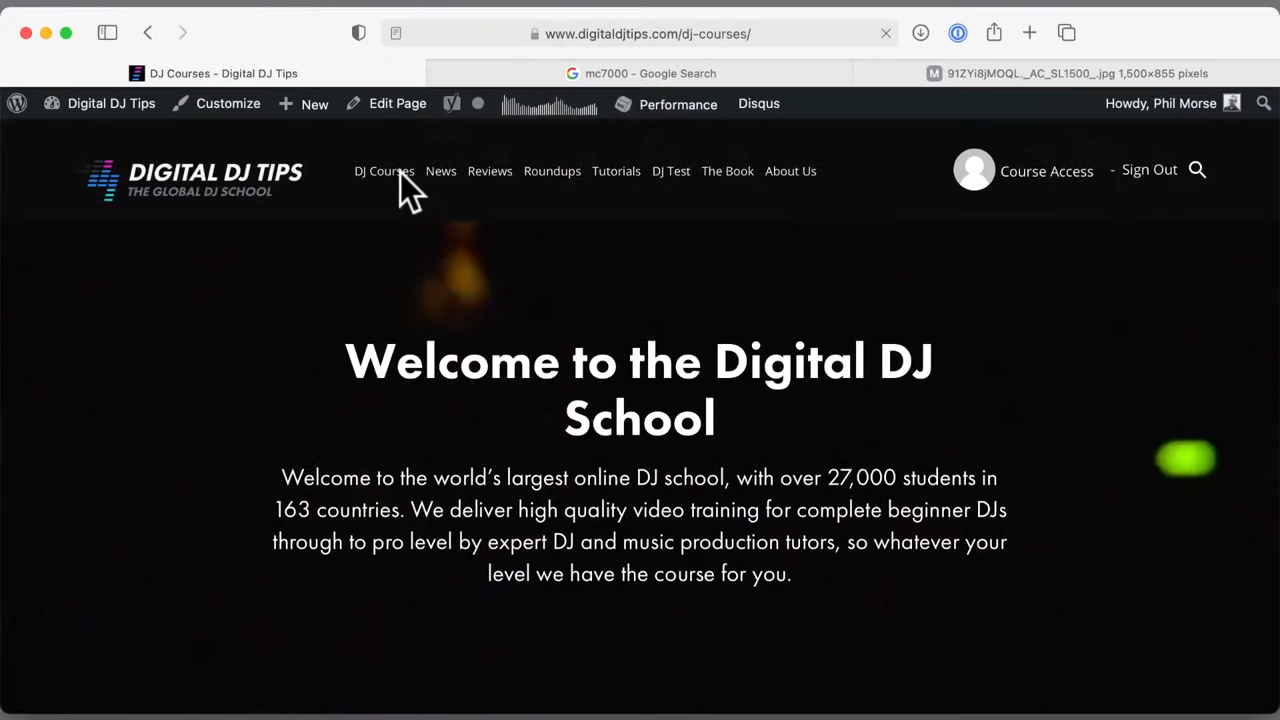 www.digitaldjtips.com/dj-courses/
DJ Courses - Digital DJ Tips
mc7000 - Google Search
M 91ZYi8jMOQL._AC_SL1500_.jpg 1,500×855 pixels
Digital DJ Tips
Customize
New
Edit Page
Performance
Disqus
Howdy, Phil Morse
DIGITAL DJ TIPS
THE GLOBAL DJ SCHOOL
DJ Courses
News
Reviews
Roundups
Tutorials
DJ Test
The Book
About Us
Course Access
- Sign Out
Welcome to the Digital DJ
School
Welcome to the world’s largest online DJ school, with over 27,000 students in
163 countries. We deliver high quality video training for complete beginner DJs
through to pro level by expert DJ and music production tutors, so whatever your
level we have the course for you.